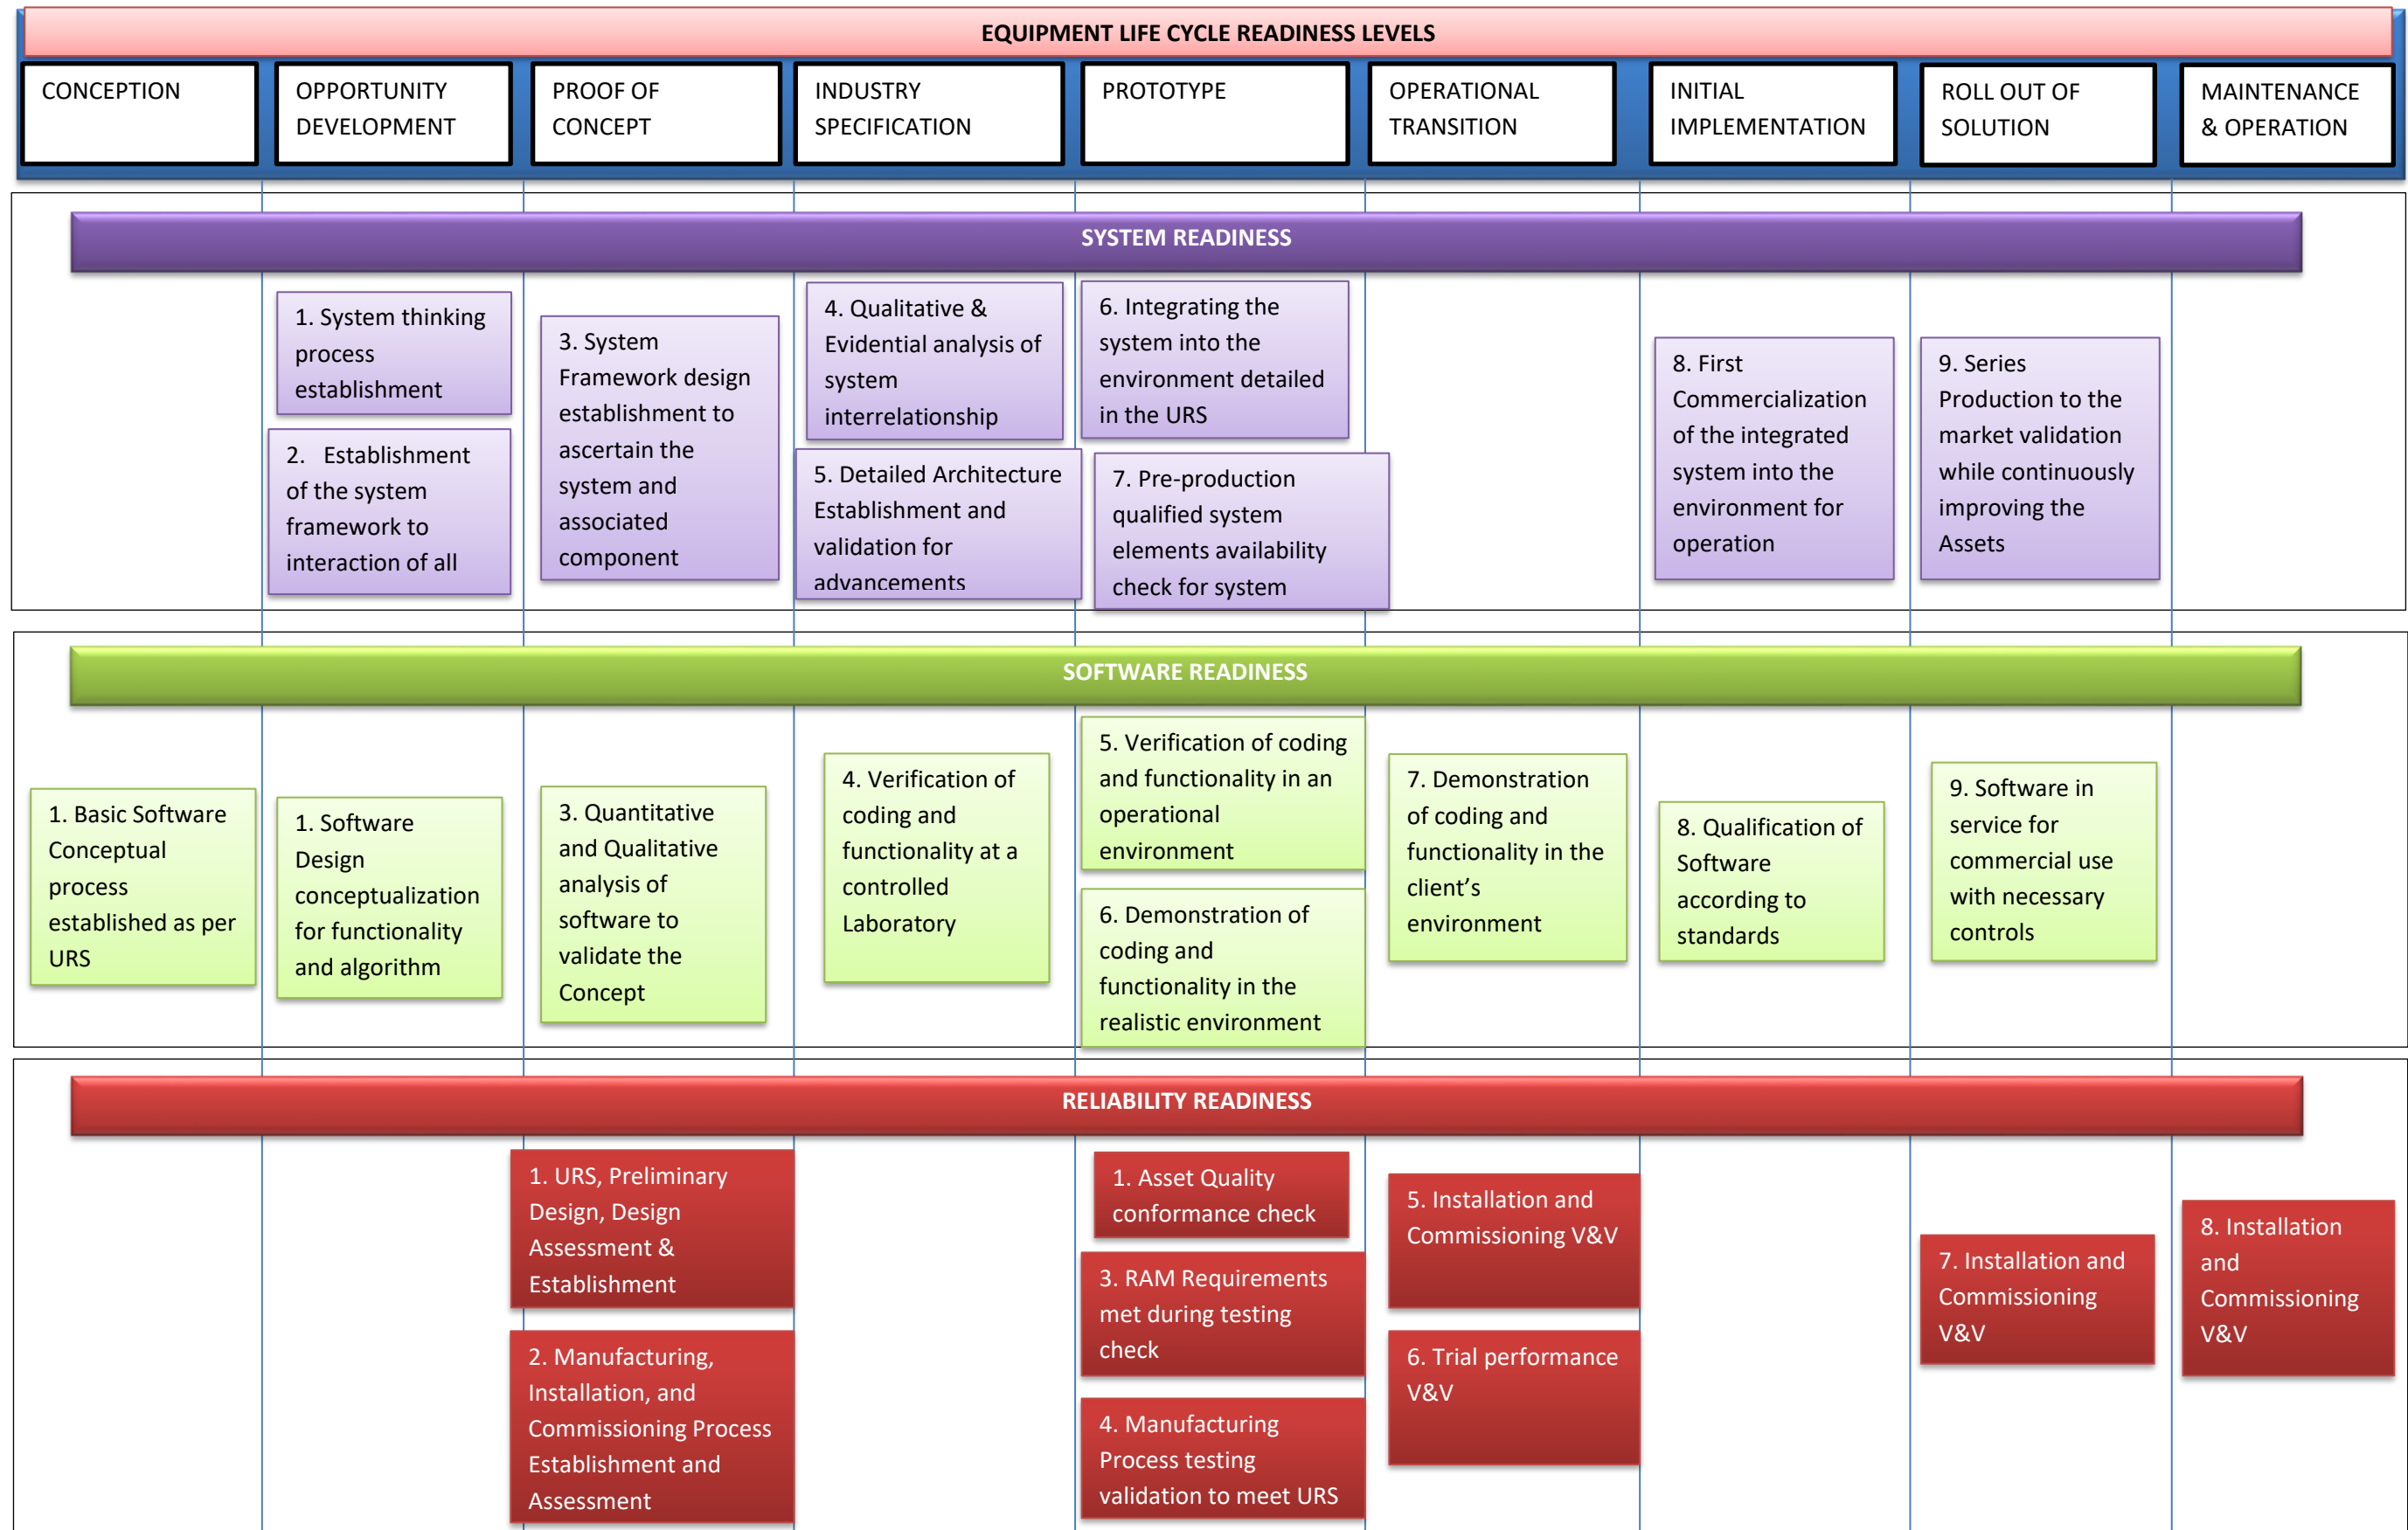 EQUIPMENT LIFE CYCLE READINESS LEVELS
CONCEPTION
OPPORTUNITY
DEVELOPMENT
PROOF OF
CONCEPT
INDUSTRY
SPECIFICATION
PROTOTYPE
OPERATIONAL
TRANSITION
INITIAL
IMPLEMENTATION
ROLL OUT OF
SOLUTION
MAINTENANCE
& OPERATION
SYSTEM READINESS
1. System thinking
process
establishment
2. Establishment
of the system
framework to
interaction of all
3. System
Framework design
establishment to
ascertain the
system and
associated
component
4. Qualitative &
Evidential analysis of
system
interrelationship
5. Detailed Architecture
Establishment and
validation for
advancements
6. Integrating the
system into the
environment detailed
in the URS
7. Pre-production
qualified system
elements availability
check for system
8. First
Commercialization
of the integrated
system into the
environment for
operation
9. Series
Production to the
market validation
while continuously
improving the
Assets
SOFTWARE READINESS
1. Basic Software
Conceptual
process
established as per
URS
1. Software
Design
conceptualization
for functionality
and algorithm
3. Quantitative
and Qualitative
analysis of
software to
validate the
Concept
4. Verification of
coding and
functionality at a
controlled
Laboratory
5. Verification of coding
and functionality in an
operational
environment
6. Demonstration of
coding and
functionality in the
realistic environment
7. Demonstration
of coding and
functionality in the
client’s
environment
8. Qualification of
Software
according to
standards
9. Software in
service for
commercial use
with necessary
controls
RELIABILITY READINESS
1. URS, Preliminary
Design, Design
Assessment &
Establishment
2. Manufacturing,
Installation, and
Commissioning Process
Establishment and
Assessment
1. Asset Quality
conformance check
3. RAM Requirements
met during testing
check
4. Manufacturing
Process testing
validation to meet URS
5. Installation and
Commissioning V&V
6. Trial performance
V&V
7. Installation and
Commissioning
V&V
8. Installation
and
Commissioning
V&V